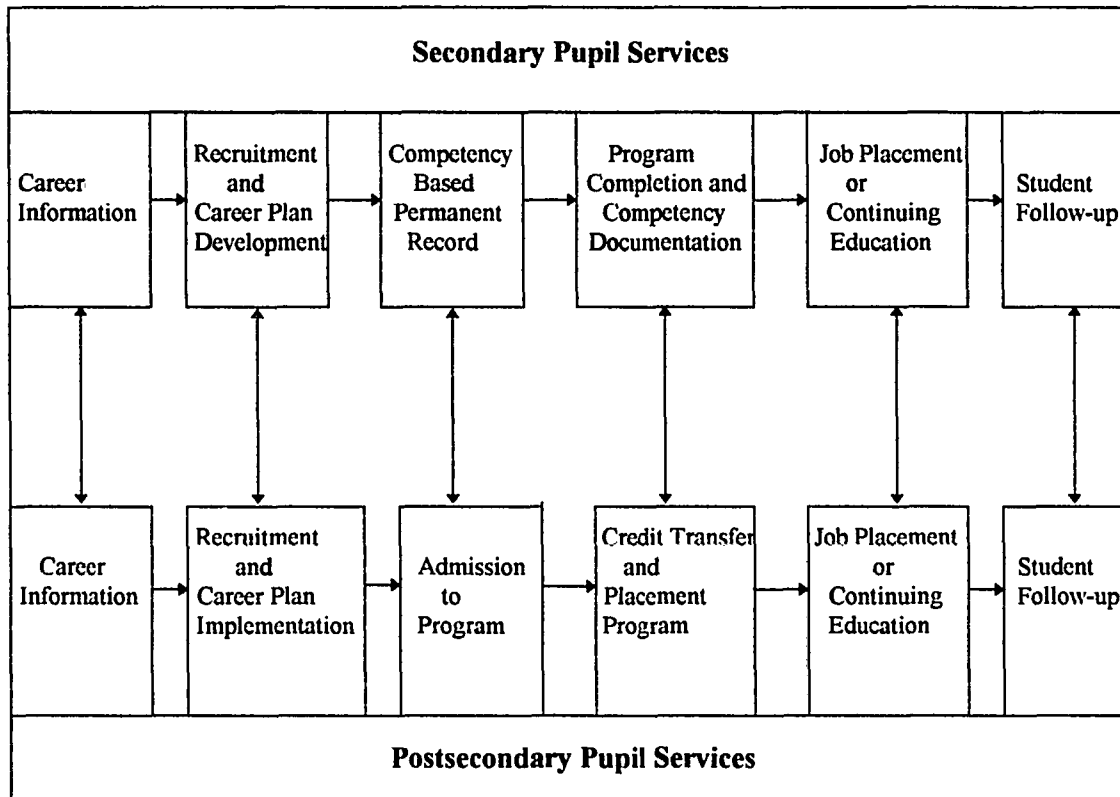 Secondary Pupil Services
Career
Information
Recruitment
and
Career Plan
Development
Competency
Based
Permanent
Record
Program
Completion and
Competency
Documentation
Job Placement
or
Continuing
Education
Student
Follow-up
Career
Information
Recruitment
and
Career Plan
Implementation
Admission
to
Program
Credit Transfer
and
Placement
Program
Job Placement
or
Continuing
Education
Student
Follow-up
Postsecondary Pupil Services